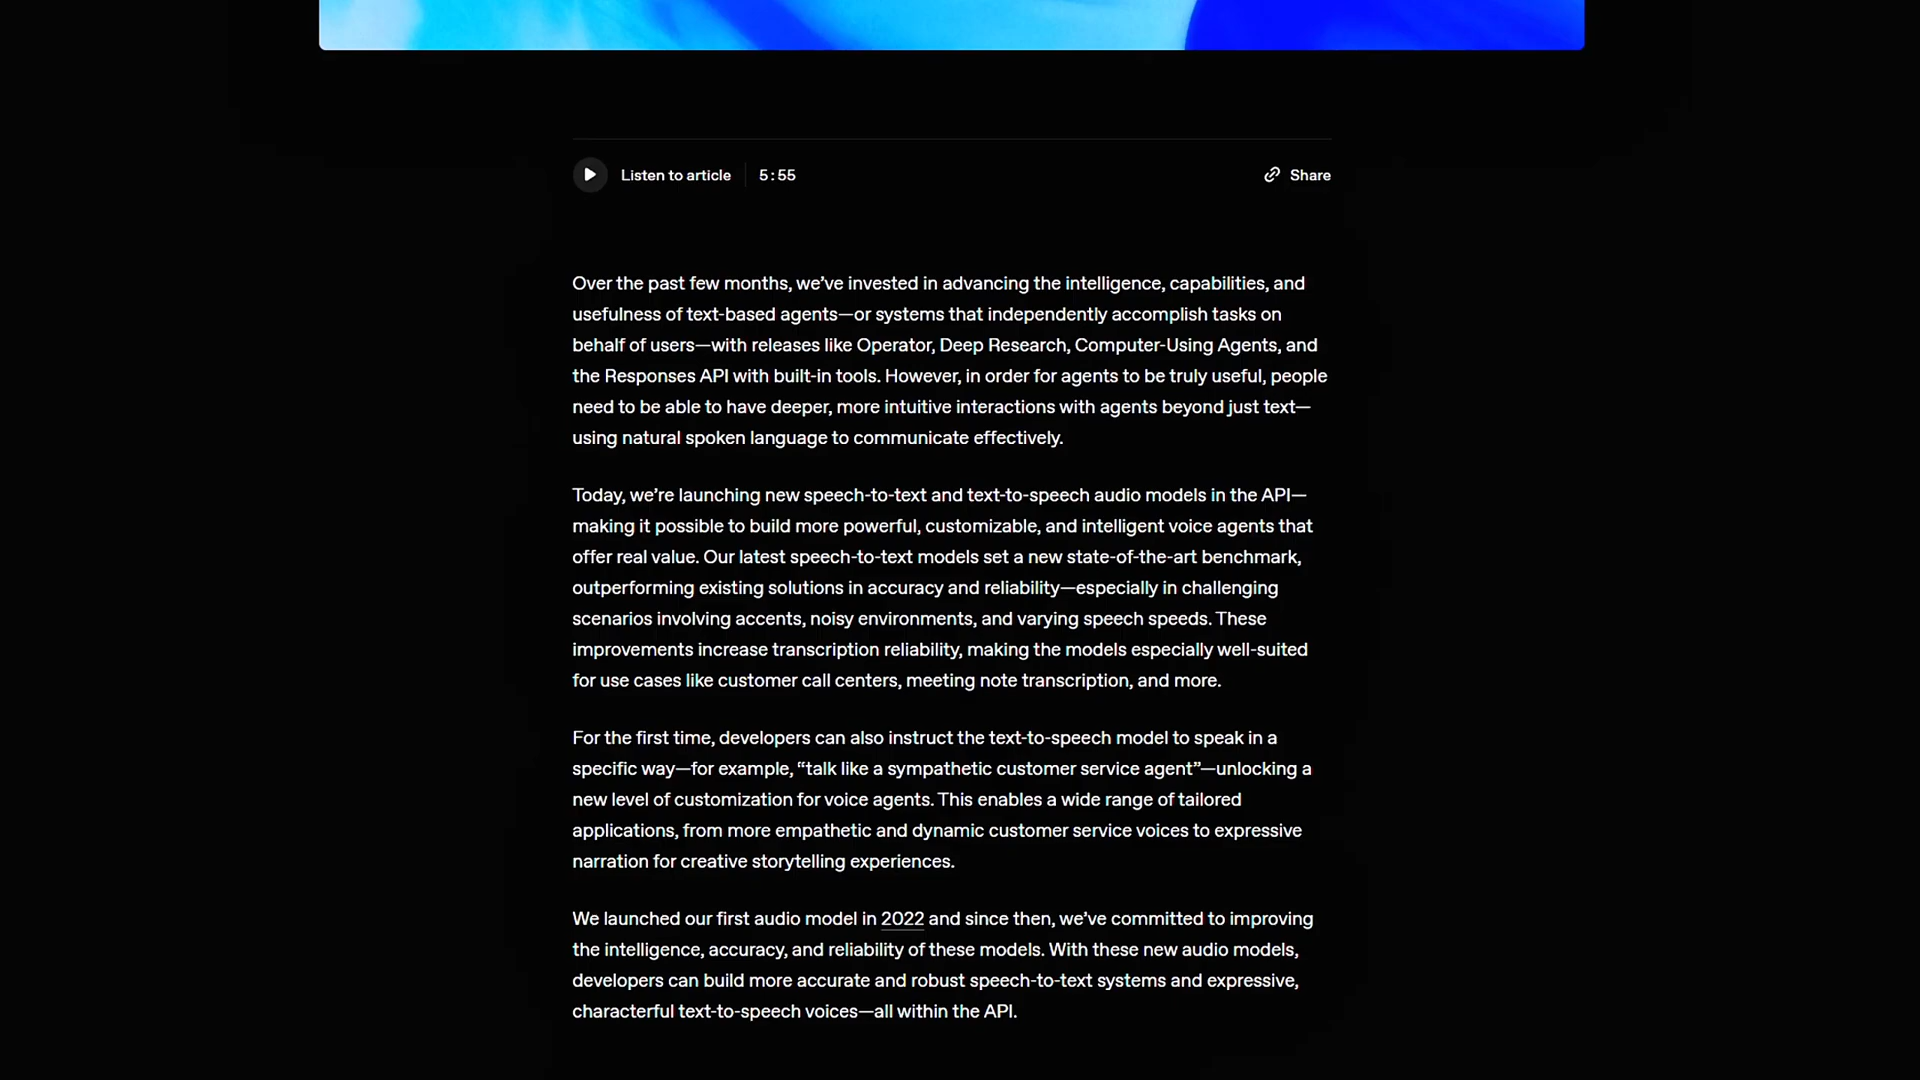 Listen to article
5:55
Share
Over the past few months, we’ve invested in advancing the intelligence, capabilities, and
usefulness of text-based agents—or systems that independently accomplish tasks on
behalf of users—with releases like Operator, Deep Research, Computer-Using Agents, and
the Responses API with built-in tools. However, in order for agents to be truly useful, people
need to be able to have deeper, more intuitive interactions with agents beyond just text—
using natural spoken language to communicate effectively.
Today, we’re launching new speech-to-text and text-to-speech audio models in the API—
making it possible to build more powerful, customizable, and intelligent voice agents that
offer real value. Our latest speech-to-text models set a new state-of-the-art benchmark,
outperforming existing solutions in accuracy and reliability—especially in challenging
scenarios involving accents, noisy environments, and varying speech speeds. These
improvements increase transcription reliability, making the models especially well-suited
for use cases like customer call centers, meeting note transcription, and more.
For the first time, developers can also instruct the text-to-speech model to speak in a
specific way—for example, “talk like a sympathetic customer service agent”—unlocking a
new level of customization for voice agents. This enables a wide range of tailored
applications, from more empathetic and dynamic customer service voices to expressive
narration for creative storytelling experiences.
We launched our first audio model in 2022 and since then, we’ve committed to improving
the intelligence, accuracy, and reliability of these models. With these new audio models,
developers can build more accurate and robust speech-to-text systems and expressive,
characterful text-to-speech voices—all within the API.